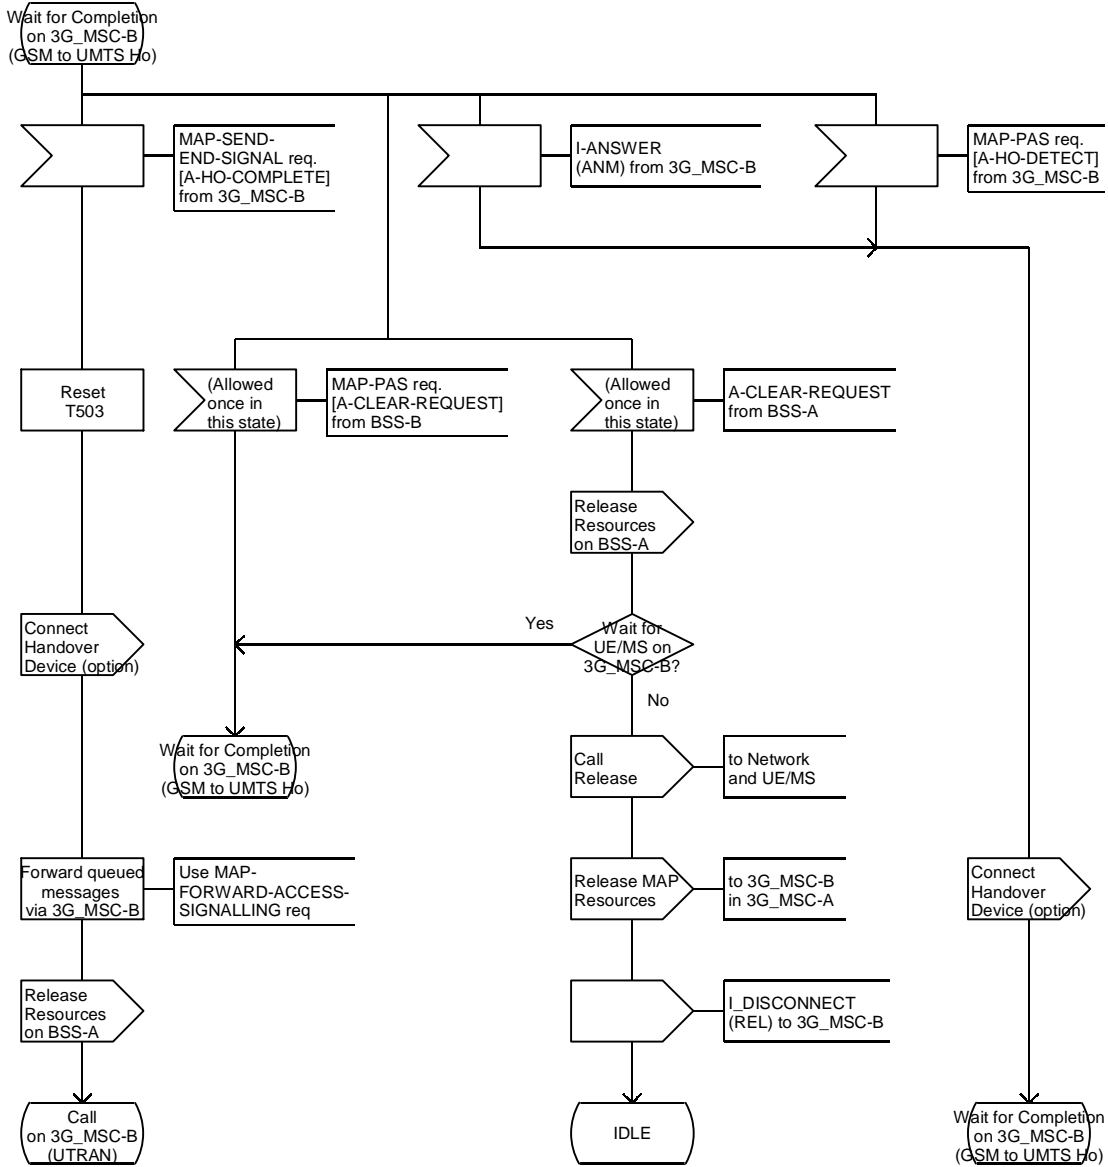 Wait for Completion
on 3G_MSC-B
(GSM to UMTS Ho)
MAP-SEND-
END-SIGNAL req.
[A-HO-COMPLETE]
from 3G_MSC-B
I-ANSWER
(ANM) from 3G_MSC-B
MAP-PAS req.
[A-HO-DETECT]
from 3G_MSC-B
Reset
T503
(Allowed
once in
this state)
MAP-PAS req.
[A-CLEAR-REQUEST]
from BSS-B
(Allowed
once in
this state)
A-CLEAR-REQUEST
from BSS-A
Release
Resources
on BSS-A
Connect
Handover
Device (option)
Yes
Wait for
UE/MS on
3G_MSC-B?
No
Wait for Completion
on 3G_MSC-B
(GSM to UMTS Ho)
Call
Release
to Network
and UE/MS
Forward queued
messages
via 3G_MSC-B
Use MAP-
FORWARD-ACCESS-
SIGNALLING req
Release MAP
Resources
to 3G_MSC-B
in 3G_MSC-A
Connect
Handover
Device (option)
Release
Resources
on BSS-A
I_DISCONNECT
(REL) to 3G_MSC-B
Call
on 3G_MSC-B
(UTRAN)
IDLE
Wait for Completion
on 3G_MSC-B
(GSM to UMTS Ho)